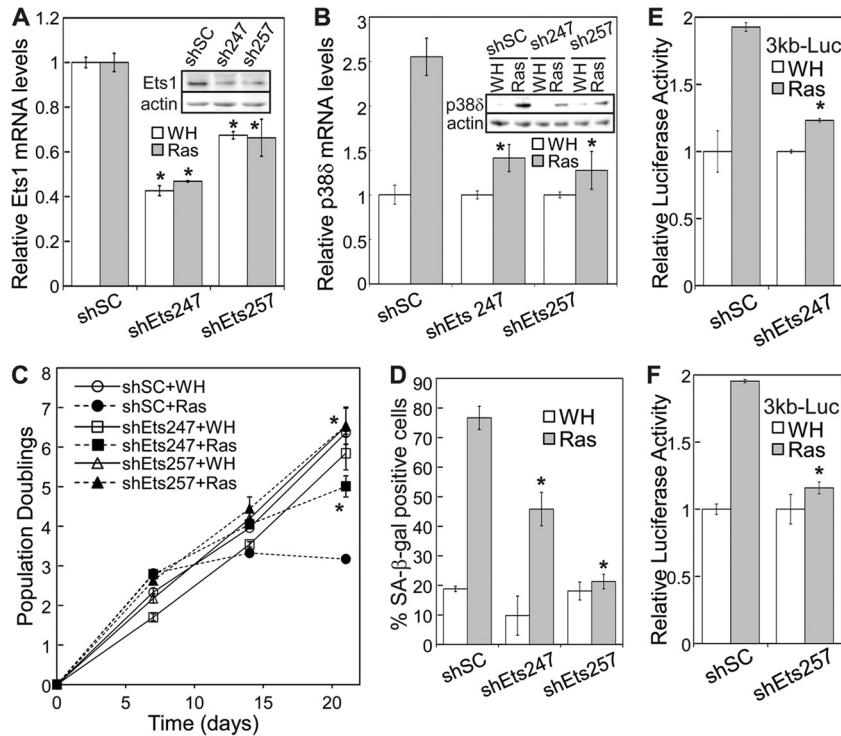 A
Relative Ets1 mRNA levels
1.2
1
0.8
0.6
0.4
0.2
0
shSC
sh247
sh257
Ets1
actin
WH
Ras
* * * *
shSC
shEts247
shEts257
B
Relative p38δ mRNA levels
3
2.5
2
1.5
1
0.5
0
shSC sh247 sh257
WH Ras WH Ras WH Ras
p38δ
actin
WH
Ras
* *
shSC
shEts 247
shEts257
E
Relative Luciferase Activity
2
1.5
1
0
3kb-Luc
WH
Ras
*
shSC
shEts247
C
Population Doublings
8
7
6
5
4
3
2
1
0
shSC+WH
shSC+Ras
shEts247+WH
shEts247+Ras
shEts257+WH
shEts257+Ras
*
*
0 5 10 15 20
Time (days)
D
% SA-β-gal positive cells
90
80
70
60
50
40
30
20
10
0
WH
Ras
*
*
shSC
shEts247
shEts257
F
Relative Luciferase Activity
2
1.5
1
0
3kb-Luc
WH
Ras
*
shSC
shEts257